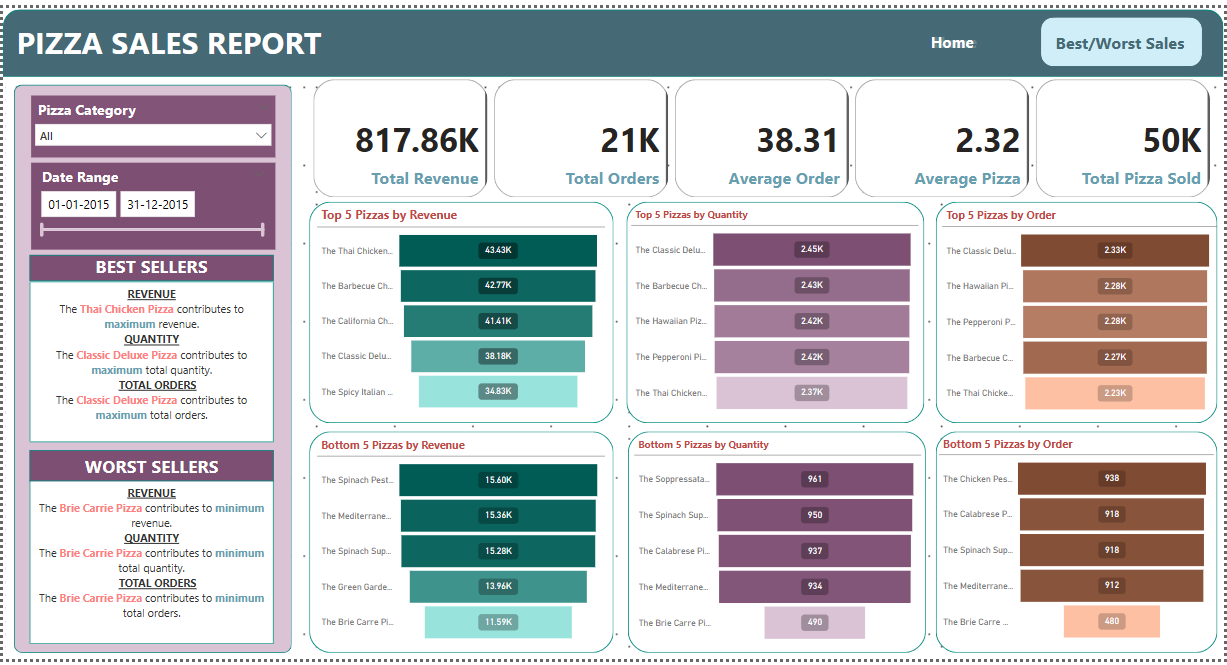 PIZZA SALES REPORT
Home
Best/Worst Sales
Pizza Category
All
Date Range
01-01-2015
31-12-2015
BEST SELLERS
REVENUE
The Thai Chicken Pizza contributes to
maximum revenue.
QUANTITY
The Classic Deluxe Pizza contributes to
maximum total quantity.
TOTAL ORDERS
The Classic Deluxe Pizza contributes to
maximum total orders.
WORST SELLERS
REVENUE
The Brie Carrie Pizza contributes to minimum
revenue.
QUANTITY
The Brie Carrie Pizza contributes to minimum
total quantity.
TOTAL ORDERS
The Brie Carrie Pizza contributes to minimum
total orders.
817.86K
Total Revenue
21K
Total Orders
38.31
Average Order
2.32
Average Pizza
50K
Total Pizza Sold
Top 5 Pizzas by Revenue
The Thai Chicken... 43.43K
The Barbecue Ch... 42.77K
The California Ch... 41.41K
The Classic Delu... 38.18K
The Spicy Italian ... 34.83K
Top 5 Pizzas by Quantity
The Classic Delu... 2.45K
The Barbecue Ch... 2.43K
The Hawaiian Piz... 2.42K
The Pepperoni Pi... 2.42K
The Thai Chicken... 2.37K
Top 5 Pizzas by Order
The Classic Delu... 2.33K
The Hawaiian Pi... 2.28K
The Pepperoni P... 2.28K
The Barbecue C... 2.27K
The Thai Chicke... 2.23K
Bottom 5 Pizzas by Revenue
The Spinach Pest... 15.60K
The Mediterrane... 15.36K
The Spinach Sup... 15.28K
The Green Garde... 13.96K
The Brie Carre Pi... 11.59K
Bottom 5 Pizzas by Quantity
The Soppressata... 961
The Spinach Sup... 950
The Calabrese Pi... 937
The Mediterrane... 934
The Brie Carre Pi... 490
Bottom 5 Pizzas by Order
The Chicken Pes... 938
The Calabrese P... 918
The Spinach Sup... 918
The Mediterrane... 912
The Brie Carre ... 480